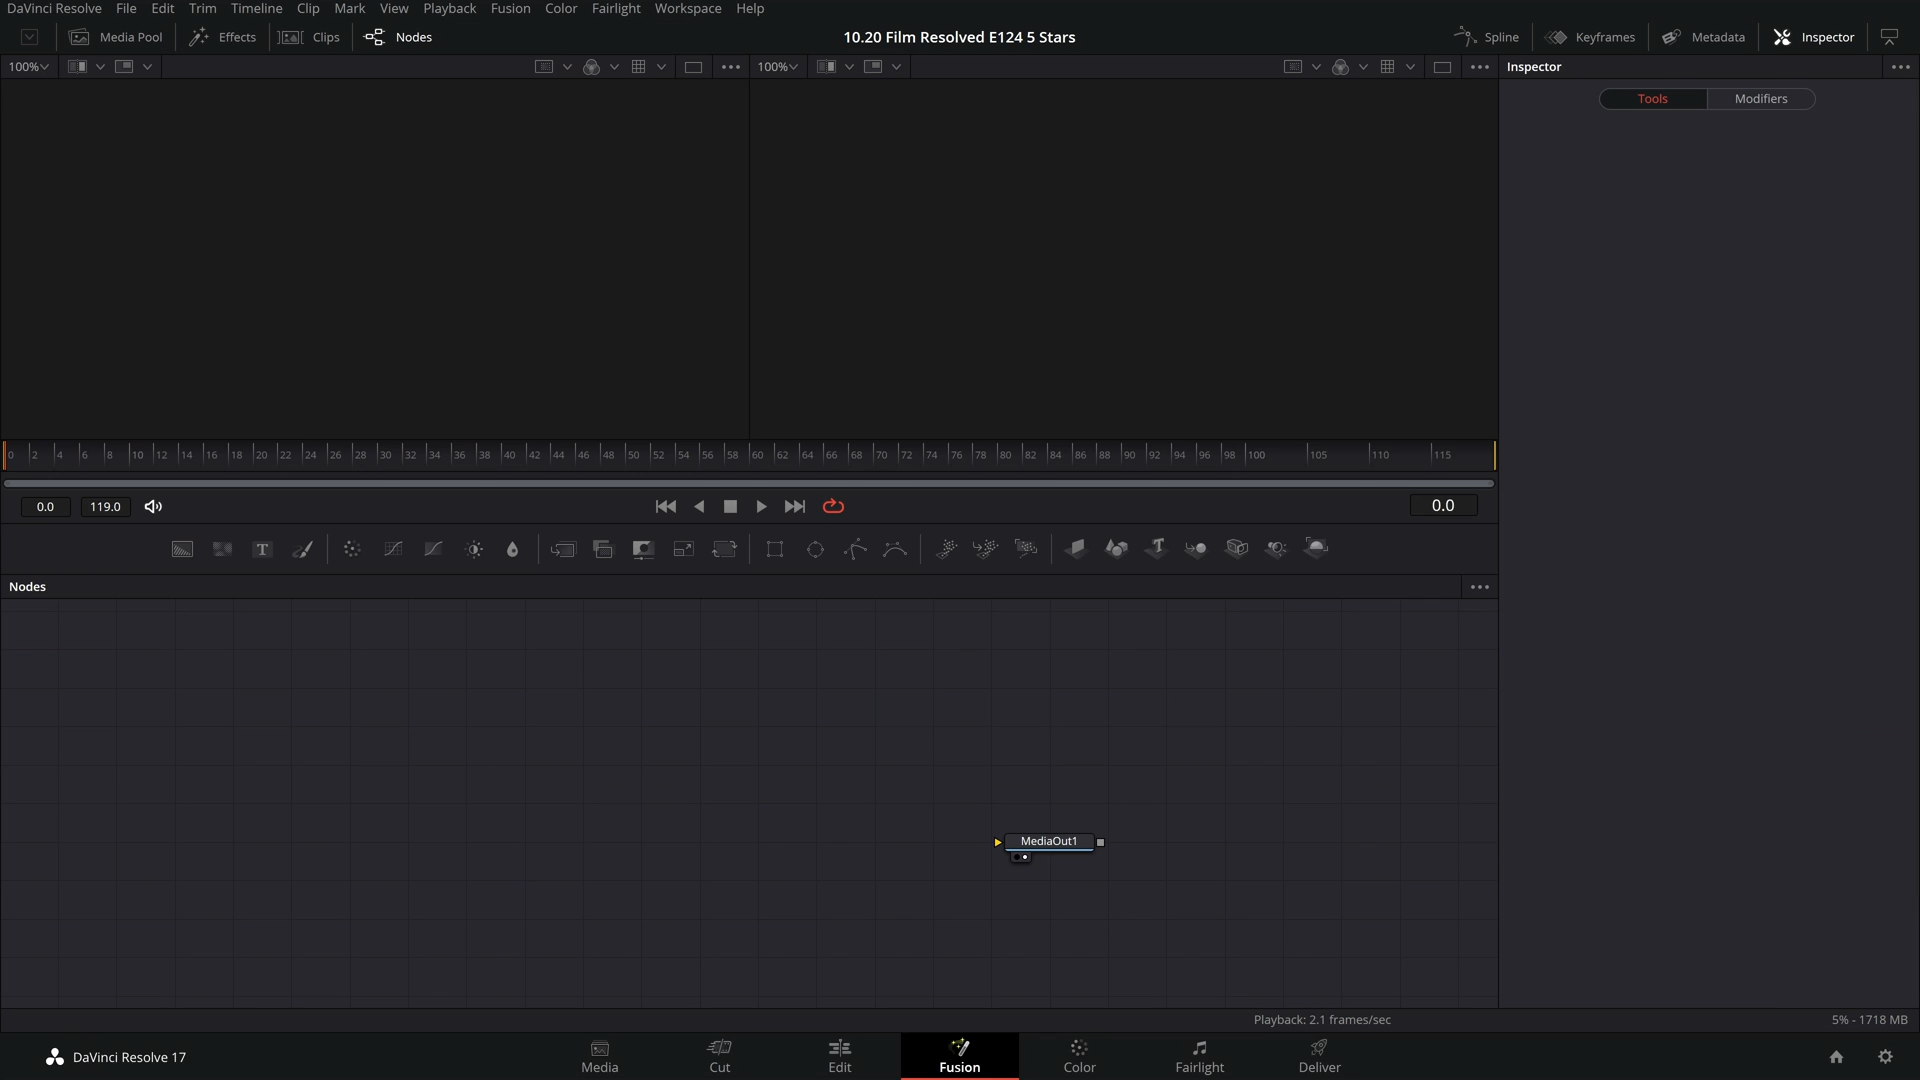 DaVinci Resolve File Edit Trim Timeline Clip Mark View Playback Fusion Color Fairlight Workspace Help
Media Pool Effects Clips Nodes 10.20 Film Resolved E124 5 Stars Spline Keyframes Metadata Inspector
100% 100% Inspector
Tools Modifiers
0 2 4 6 8 10 12 14 16 18 20 22 24 26 28 30 32 34 36 38 40 42 44 46 48 50 52 54 56 58 60 62 64 66 68 70 72 74 76 78 80 82 84 86 88 90 92 94 96 98 100 105 110 115
0.0 119.0 0.0
T T
Nodes
MediaOut1
Playback: 2.1 frames/sec 5% - 1718 MB
DaVinci Resolve 17 Media Cut Edit Fusion Color Fairlight Deliver